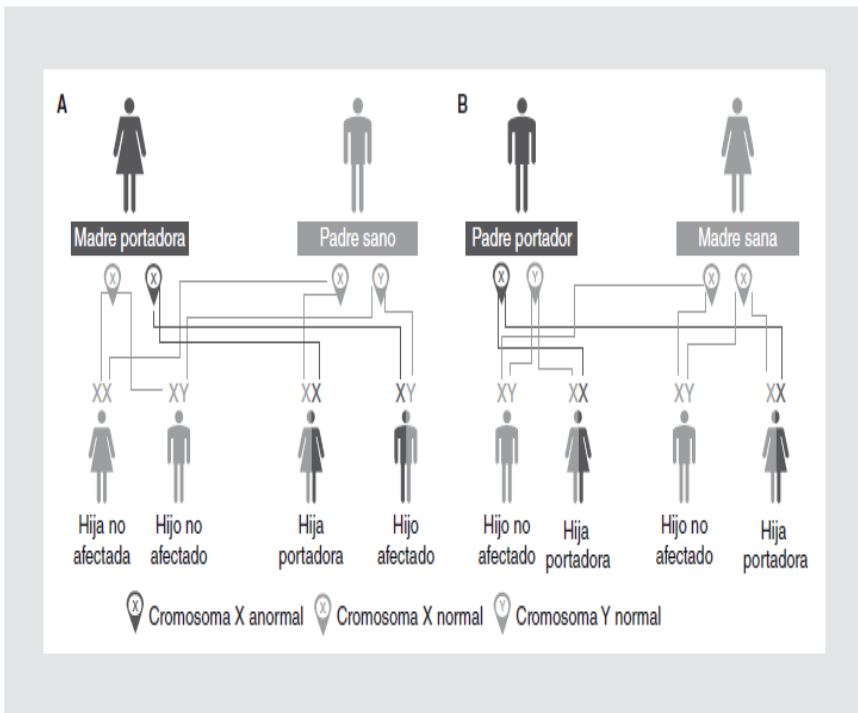 A
B
Madre portadora
Padre sano
Padre portador
Madre sana
X X X Y X Y X X
XX XY XX XY XY XX XY XX
Hija no afectada
Hijo no afectado
Hija portadora
Hijo afectado
Hijo no afectado
Hija portadora
Hijo no afectado
Hija portadora
X Cromosoma X anormal X Cromosoma X normal Y Cromosoma Y normal